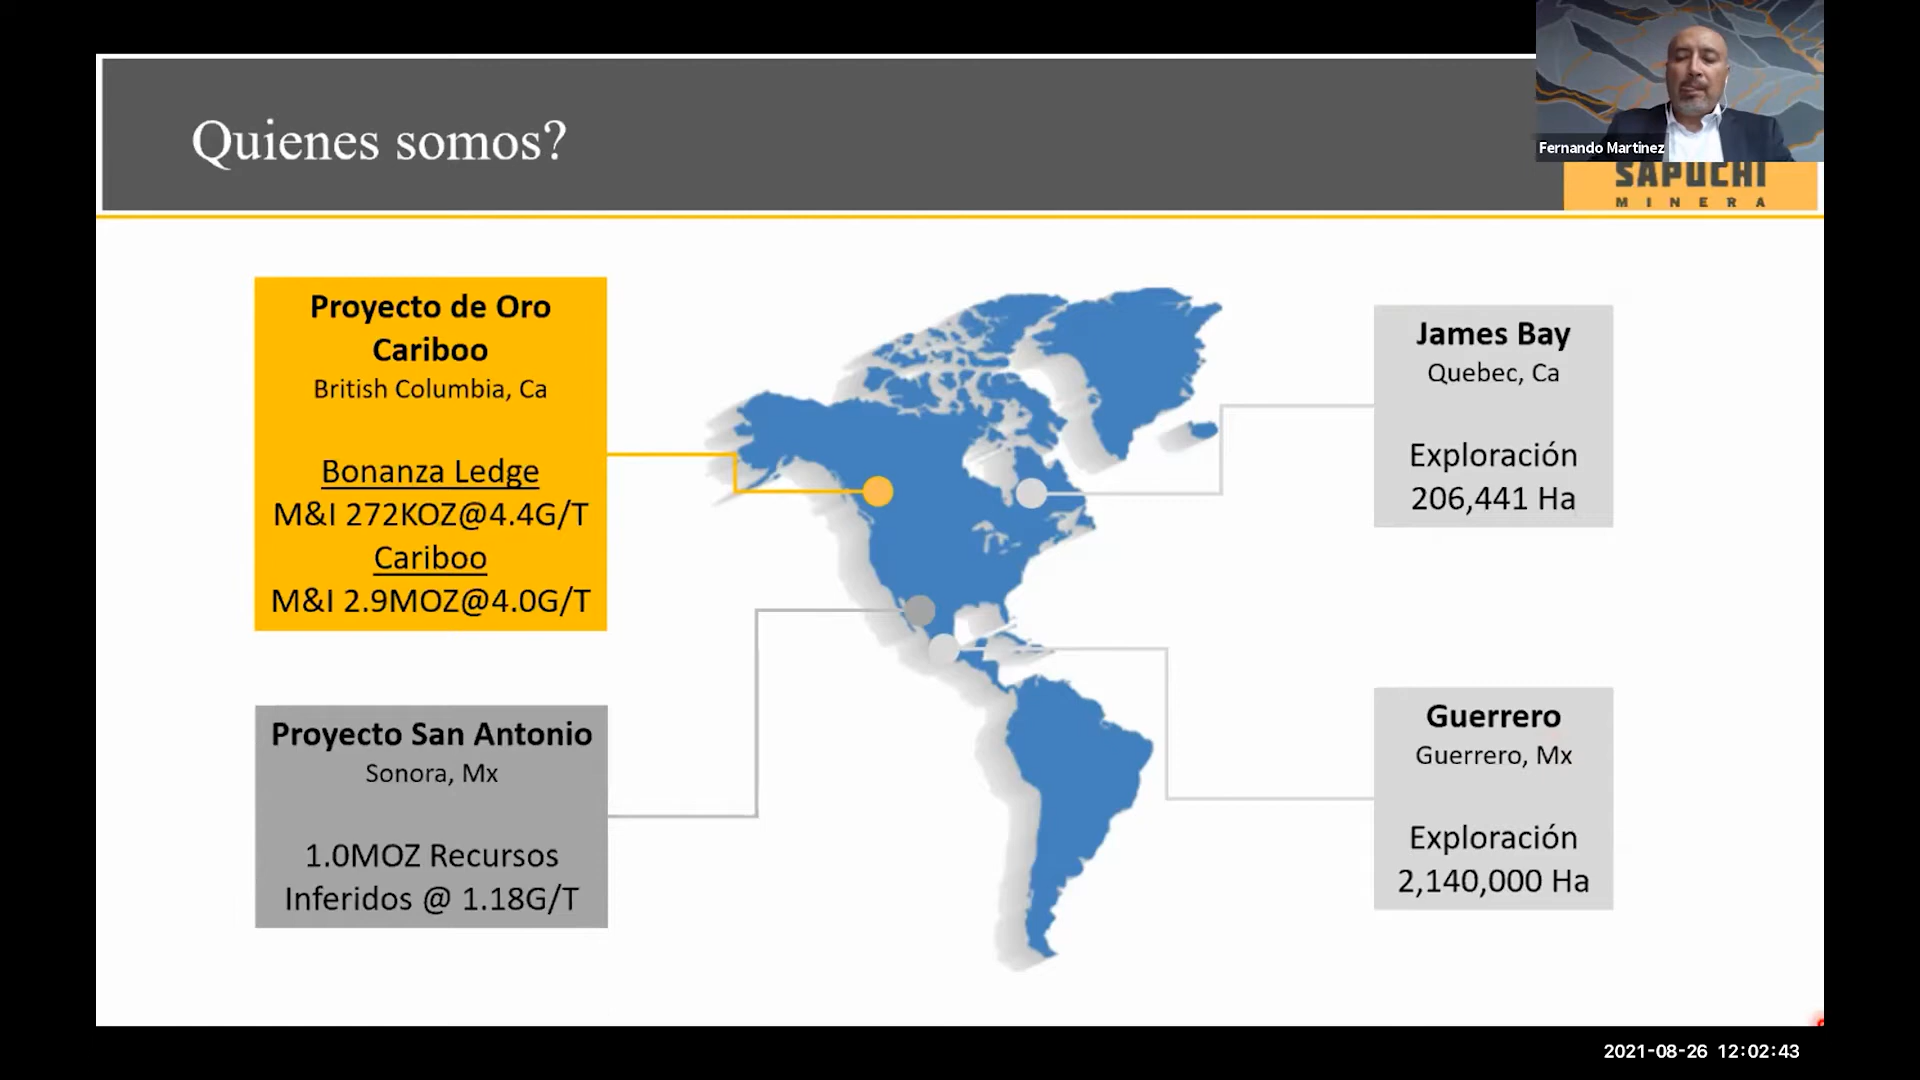 Quienes somos?
Fernando Martinez
SAPUCHI
MINERA
Proyecto de Oro
Cariboo
British Columbia, Ca
Bonanza Ledge
M&I 272KOZ@4.4G/T
Cariboo
M&I 2.9MOZ@4.0G/T
James Bay
Quebec, Ca
Exploración
206,441 Ha
Proyecto San Antonio
Sonora, Mx
1.0MOZ Recursos
Inferidos @ 1.18G/T
Guerrero
Guerrero, Mx
Exploración
2,140,000 Ha
2021-08-26 12:02:43